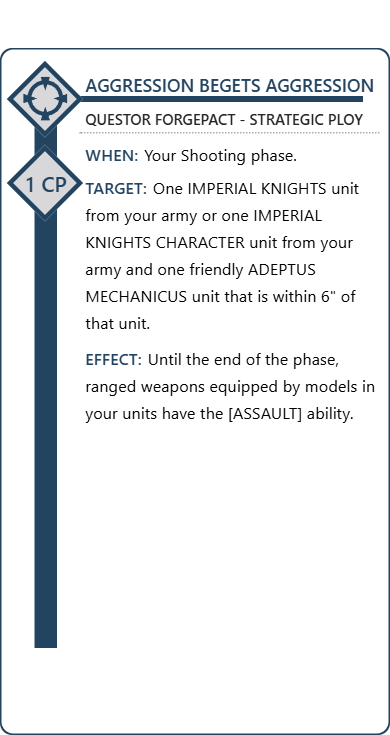 AGGRESSION BEGETS AGGRESSION
QUESTOR FORGEPACT - STRATEGIC PLOY
1 CP
WHEN: Your Shooting phase.
TARGET: One IMPERIAL KNIGHTS unit
from your army or one IMPERIAL
KNIGHTS CHARACTER unit from your
army and one friendly ADEPTUS
MECHANICUS unit that is within 6" of
that unit.
EFFECT: Until the end of the phase,
ranged weapons equipped by models in
your units have the [ASSAULT] ability.